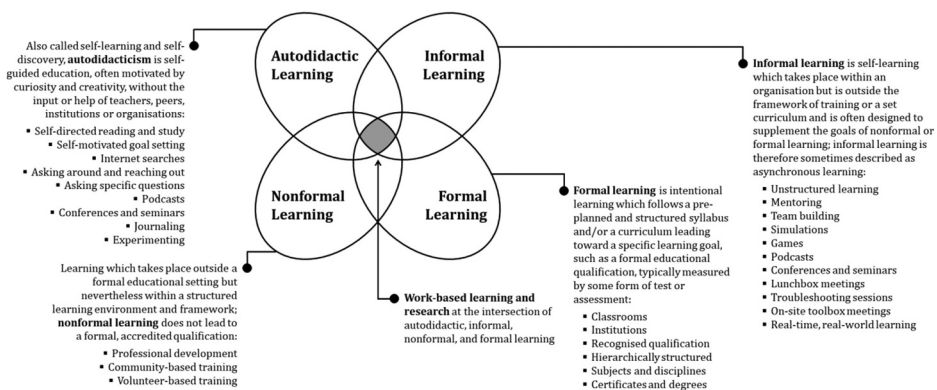 Also called self-learning and self-
discovery, autodidacticism is self-
guided education, often motivated by
curiosity and creativity, without the
input or help of teachers, peers,
institutions or organisations:
▪ Self-directed reading and study
▪ Self-motivated goal setting
▪ Internet searches
▪ Asking around and reaching out
▪ Asking specific questions
▪ Podcasts
▪ Conferences and seminars
▪ Journaling
▪ Experimenting
Autodidactic
Learning
Informal
Learning
Nonformal
Learning
Formal
Learning
Informal learning is self-learning
which takes place within an
organisation but is outside the
framework of training or a set
curriculum and is often designed to
supplement the goals of nonformal or
formal learning; informal learning is
therefore sometimes described as
asynchronous learning:
▪ Unstructured learning
▪ Mentoring
▪ Team building
▪ Simulations
▪ Games
▪ Podcasts
▪ Conferences and seminars
▪ Lunchbox meetings
▪ Troubleshooting sessions
▪ On-site toolbox meetings
▪ Real-time, real-world learning
Learning which takes place outside a
formal educational setting but
nevertheless within a structured
learning environment and framework;
nonformal learning does not lead to
a formal, accredited qualification:
▪ Professional development
▪ Community-based training
▪ Volunteer-based training
Work-based learning and
research at the intersection of
autodidactic, informal,
nonformal, and formal learning
Formal learning is intentional
learning which follows a pre-
planned and structured syllabus
and/or a curriculum leading
toward a specific learning goal,
such as a formal educational
qualification, typically measured
by some form of test or
assessment:
▪ Classrooms
▪ Institutions
▪ Recognised qualification
▪ Hierarchically structured
▪ Subjects and disciplines
▪ Certificates and degrees